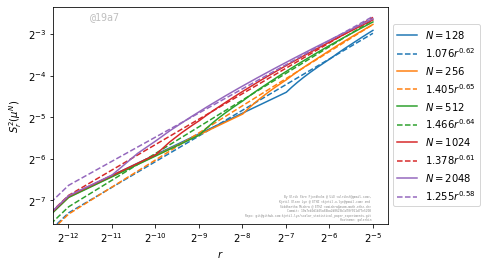 @19a7
S_r^2(μ^N)
2^-3
2^-4
2^-5
2^-6
2^-7
2^-12
2^-11
2^-10
2^-9
2^-8
2^-7
2^-6
2^-5
r
N = 128
1.076r^0.62
N = 256
1.405r^0.65
N = 512
1.466r^0.64
N = 1024
1.378r^0.61
N = 2048
1.255r^0.58